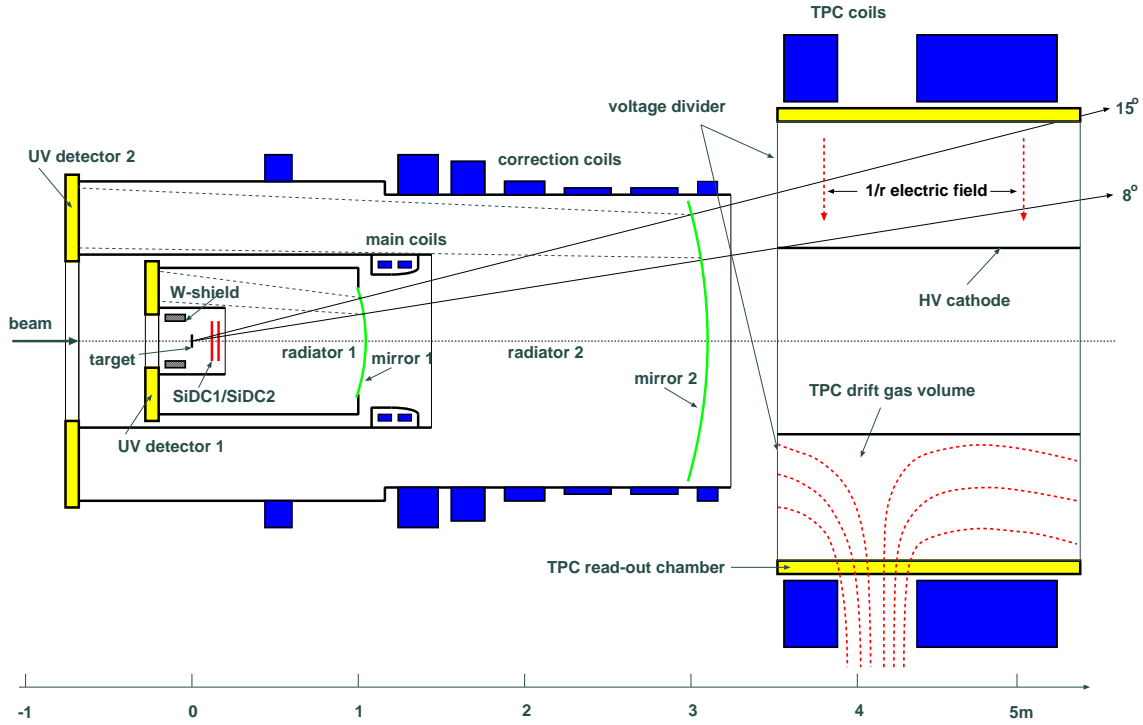 TPC coils
voltage divider
15°
UV detector 2
correction coils
1/r electric field
8°
main coils
W-shield
HV cathode
beam
target
radiator 1
mirror 1
radiator 2
mirror 2
SiDC1/SiDC2
TPC drift gas volume
UV detector 1
TPC read-out chamber
-1 0 1 2 3 4 5m